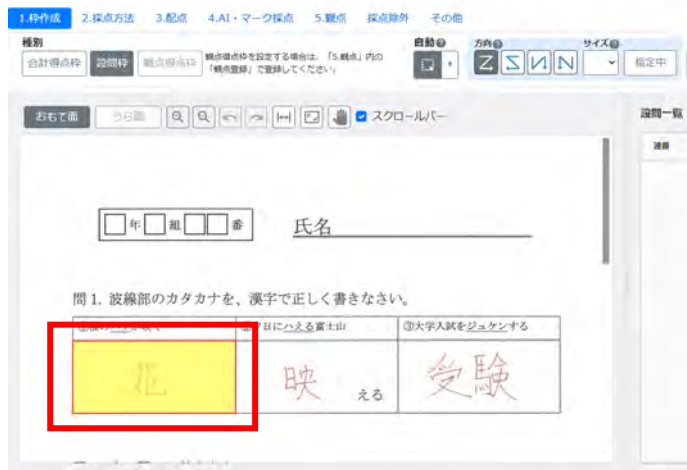 1.枠作成 2.採点方法 3.配点 4.AI・マーク採点 5.観点 採点除外 その他
種別 自動 方向 サイズ
合計得点枠 設問枠 観点得点枠 観点得点枠を設定する場合は、「5.観点」内の
「観点登録」で登録してください。 指定中
おもて面 うら面 スクロールバー 設問一覧
年 組 番 氏名
問1. 波線部のカタカナを、漢字で正しく書きなさい。
日にハえる富士山 ③大学入試をジュケンする
花 映 える 受験